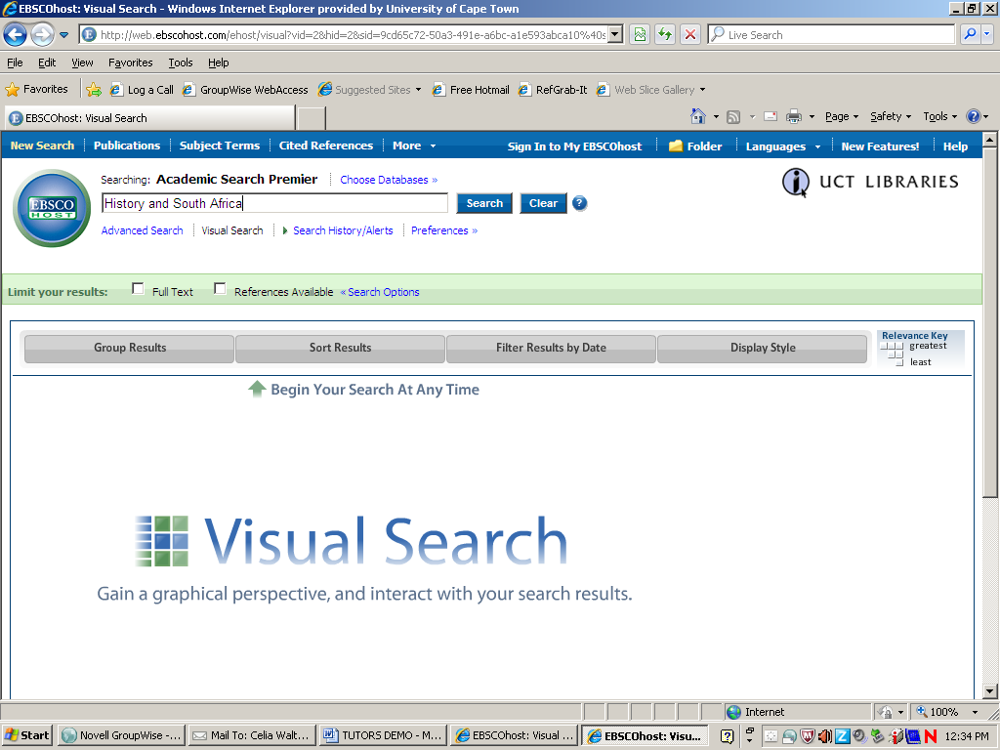 EBSCOhost: Visual Search - Windows Internet Explorer provided by University of Cape Town
http://web.ebscohost.com/ehost/visual?vid=2&hid=2&sid=9cd65c72-50a3-491e-a6bc-a1e593abca10%40s Live Search
File Edit View Favorites Tools Help
Favorites Log a Call GroupWise WebAccess Suggested Sites Free Hotmail RefGrab-It Web Slice Gallery
EBSCOhost: Visual Search Page Safety Tools
New Search Publications Subject Terms Cited References More Sign In to My EBSCOhost Folder Languages New Features! Help
Searching: Academic Search Premier Choose Databases »
EBSCO HOST
History and South Africa Search Clear ?
UCT LIBRARIES
Advanced Search Visual Search Search History/Alerts Preferences »
Limit your results: Full Text References Available « Search Options
Group Results Sort Results Filter Results by Date Display Style
Relevance Key
greatest
least
Begin Your Search At Any Time
Visual Search
Gain a graphical perspective, and interact with your search results.
Internet 100%
Start Novell GroupWise -... Mail To: Celia Walt... TUTORS DEMO - M... EBSCOhost: Visual ... EBSCOhost: Visu... 12:34 PM